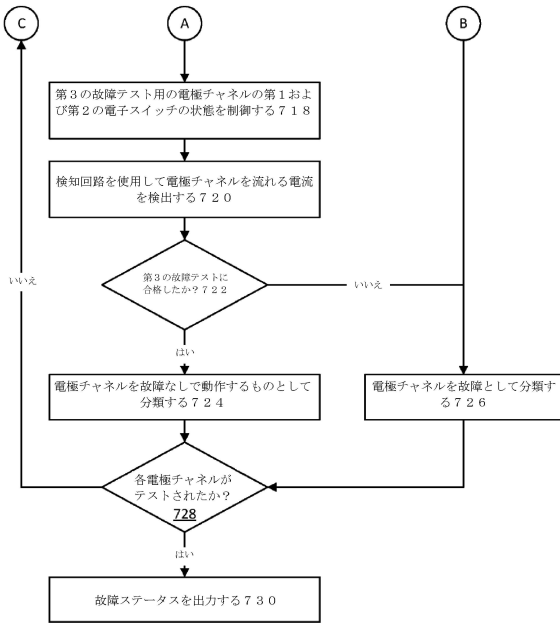 C
A
B
第3の故障テスト用の電極チャネルの第1およ
び第2の電子スイッチの状態を制御する718
検知回路を使用して電極チャネルを流れる電流
を検出する720
第3の故障テストに
合格したか?722
いいえ
いいえ
はい
電極チャネルを故障なしで動作するものとして
分類する724
電極チャネルを故障として分類す
る726
各電極チャネルが
テストされたか?
728
はい
故障ステータスを出力する730